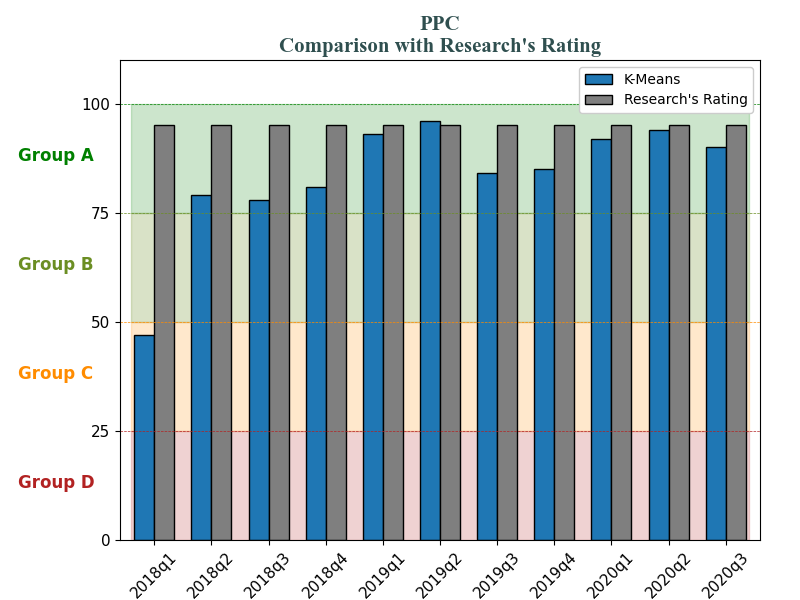 PPC
Comparison with Research's Rating
K-Means
Research's Rating
100
Group A
75
Group B
50
Group C
25
Group D
0
2018q1 2018q2 2018q3 2018q4 2019q1 2019q2 2019q3 2019q4 2020q1 2020q2 2020q3